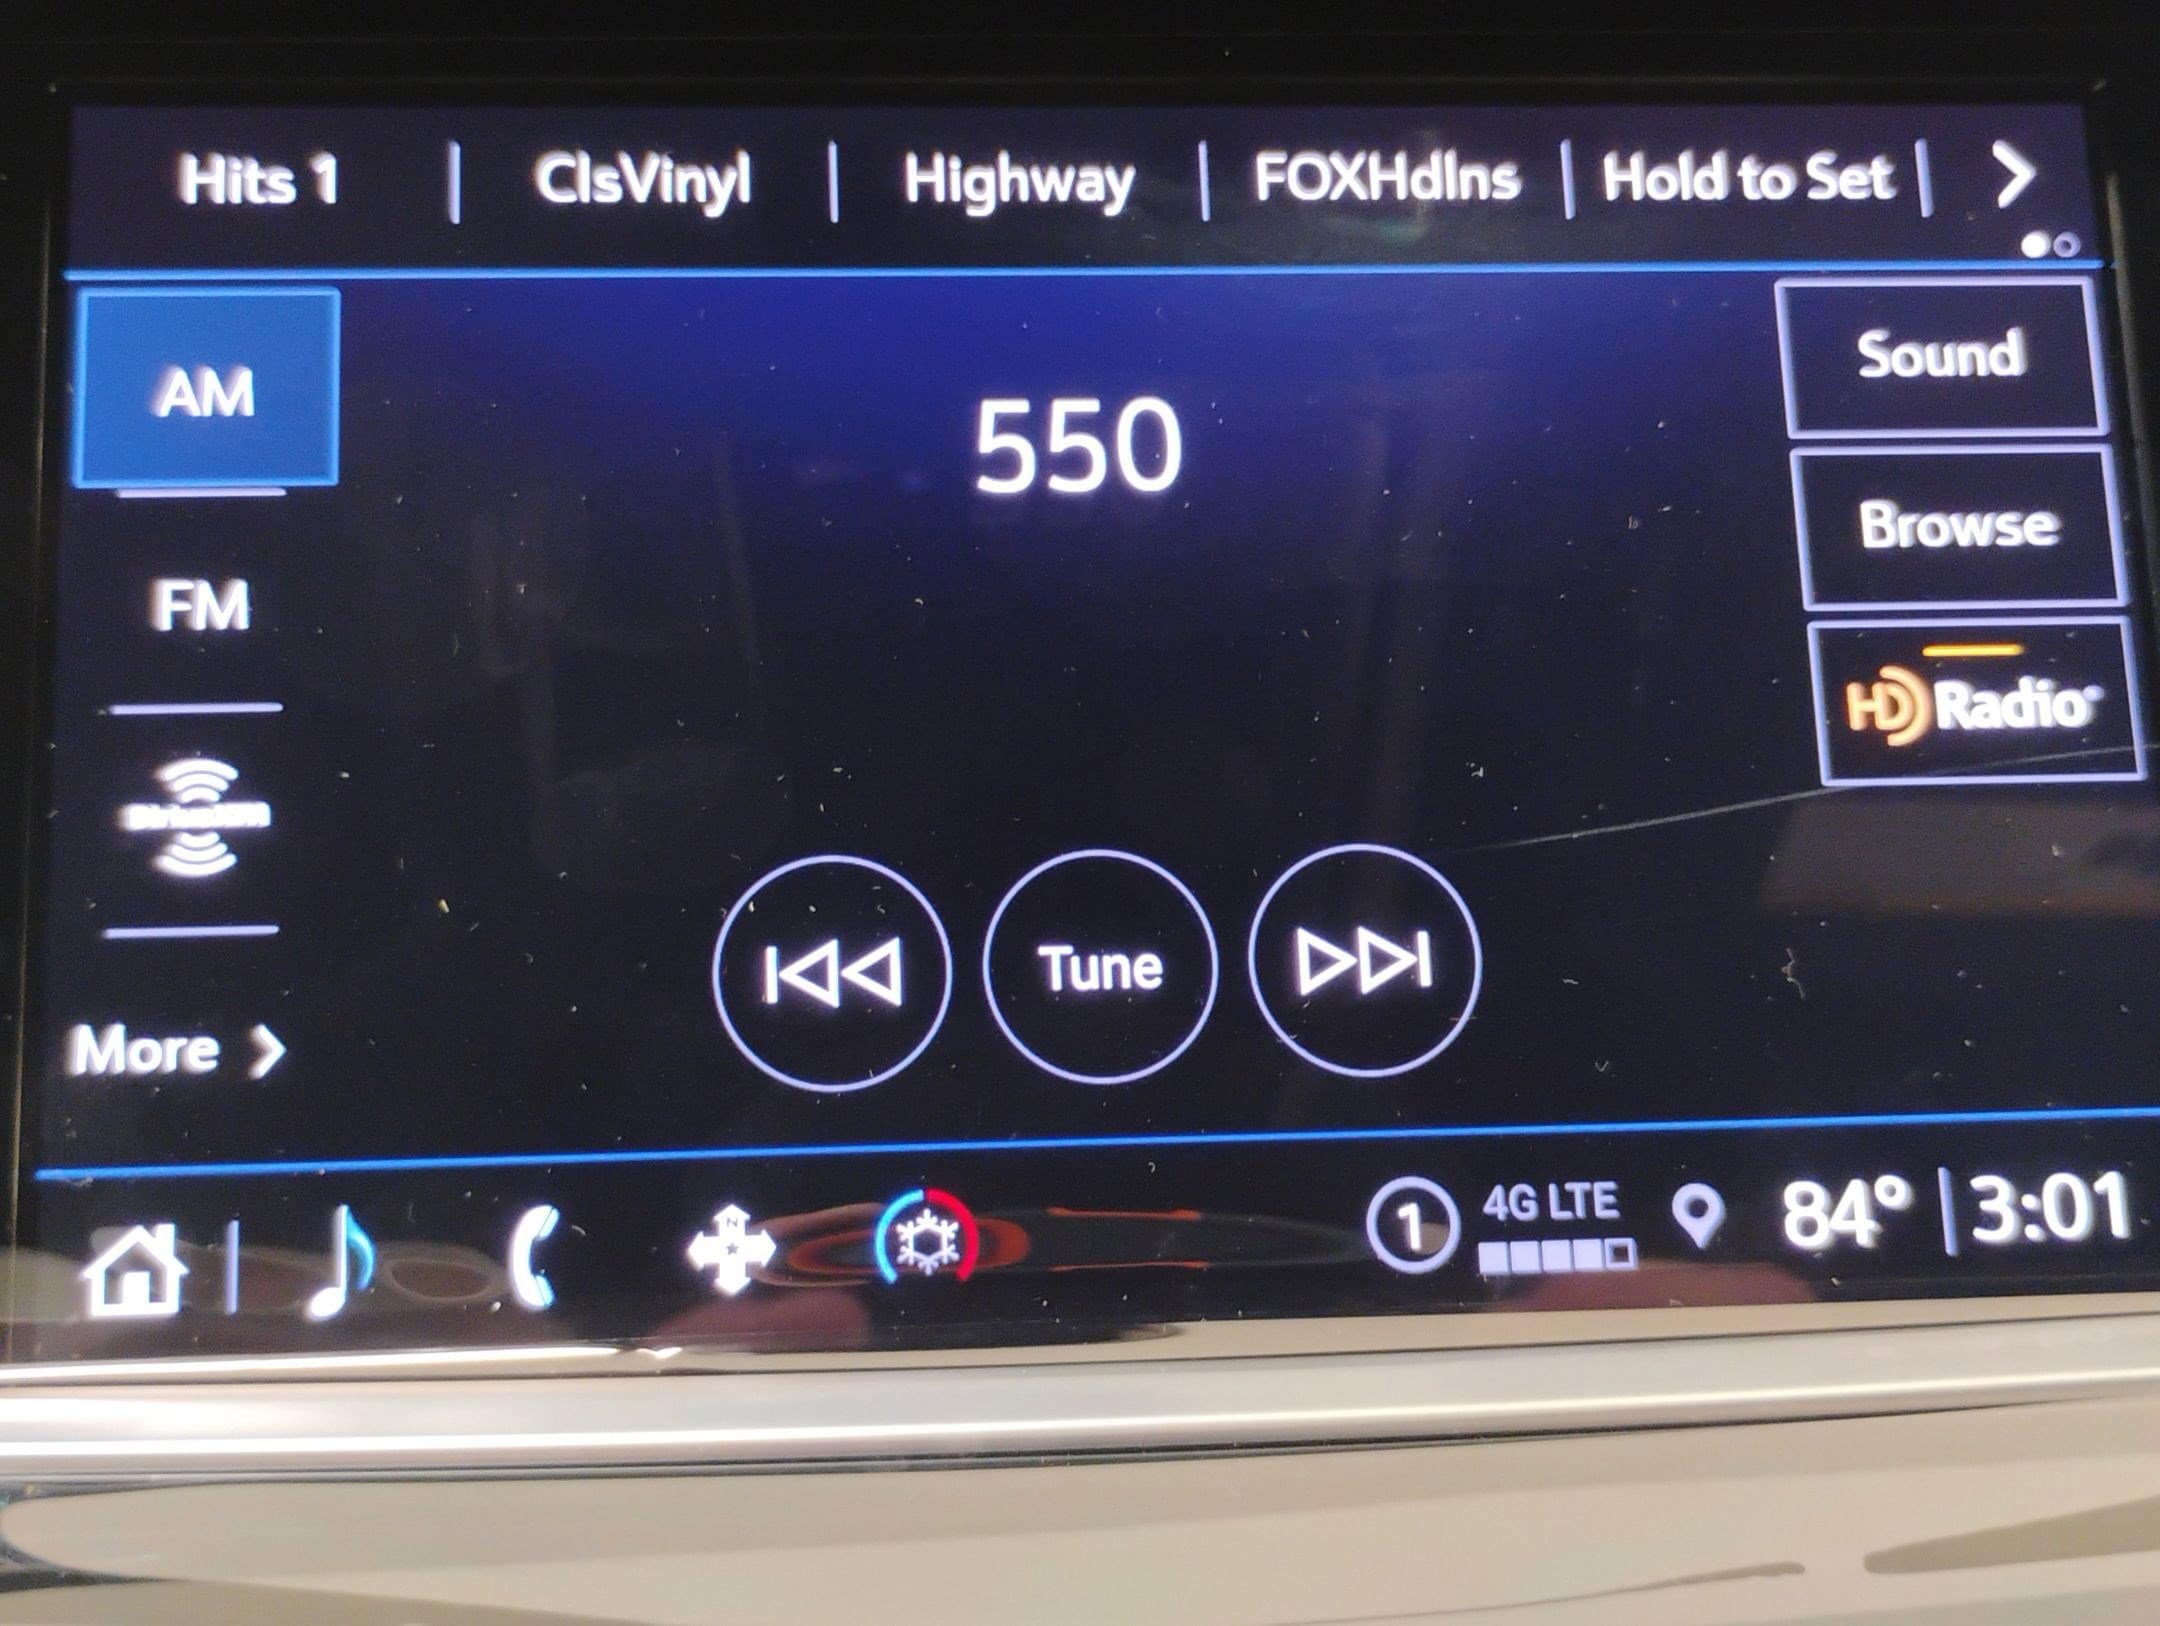 Hits 1 | ClsVinyl | Highway | FOXHdlns | Hold to Set |
AM
550
Sound
Browse
FM
HD Radio
SiriusXM
Tune
More
1 4G LTE 84° | 3:01
N